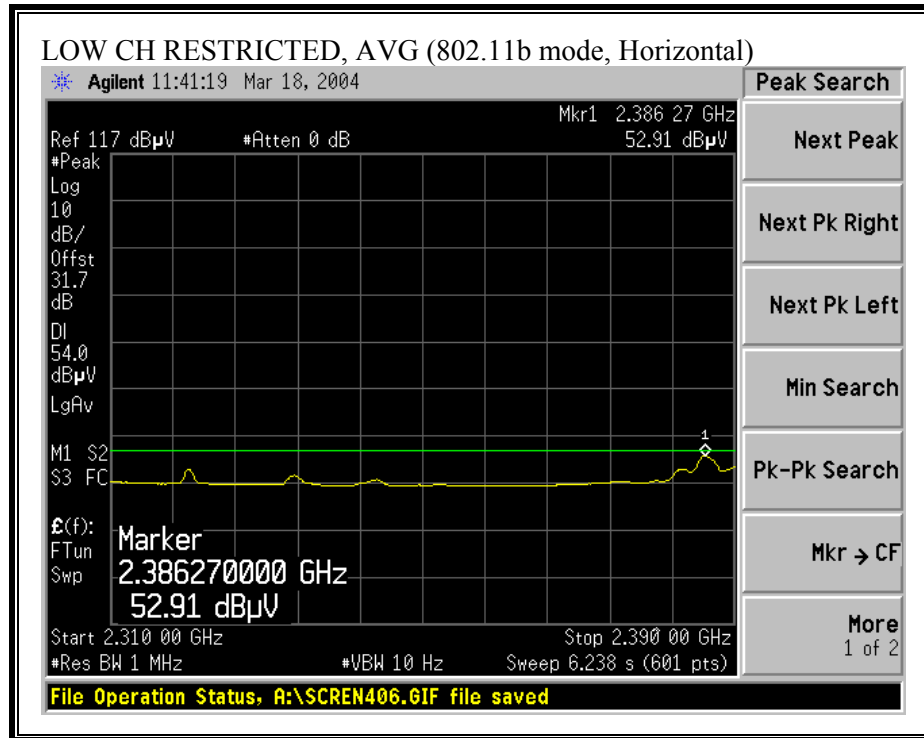 LOW CH RESTRICTED, AVG (802.11b mode, Horizontal)
Agilent 11:41:19 Mar 18, 2004
Peak Search
Mkr1 2.386 27 GHz
Ref 117 dBµV #Atten 0 dB 52.91 dBµV
#Peak
Log
10
dB/
Offst
31.7
dB
DI
54.0
dBµV
LgAv
1
M1 S2
S3 FC
£(f):
FTun
Swp
Marker
2.386270000 GHz
52.91 dBµV
Start 2.310 00 GHz Stop 2.390 00 GHz
#Res BW 1 MHz #VBW 10 Hz Sweep 6.238 s (601 pts)
Next Peak
Next Pk Right
Next Pk Left
Min Search
Pk-Pk Search
Mkr → CF
More
1 of 2
File Operation Status, A:\SCREN406.GIF file saved